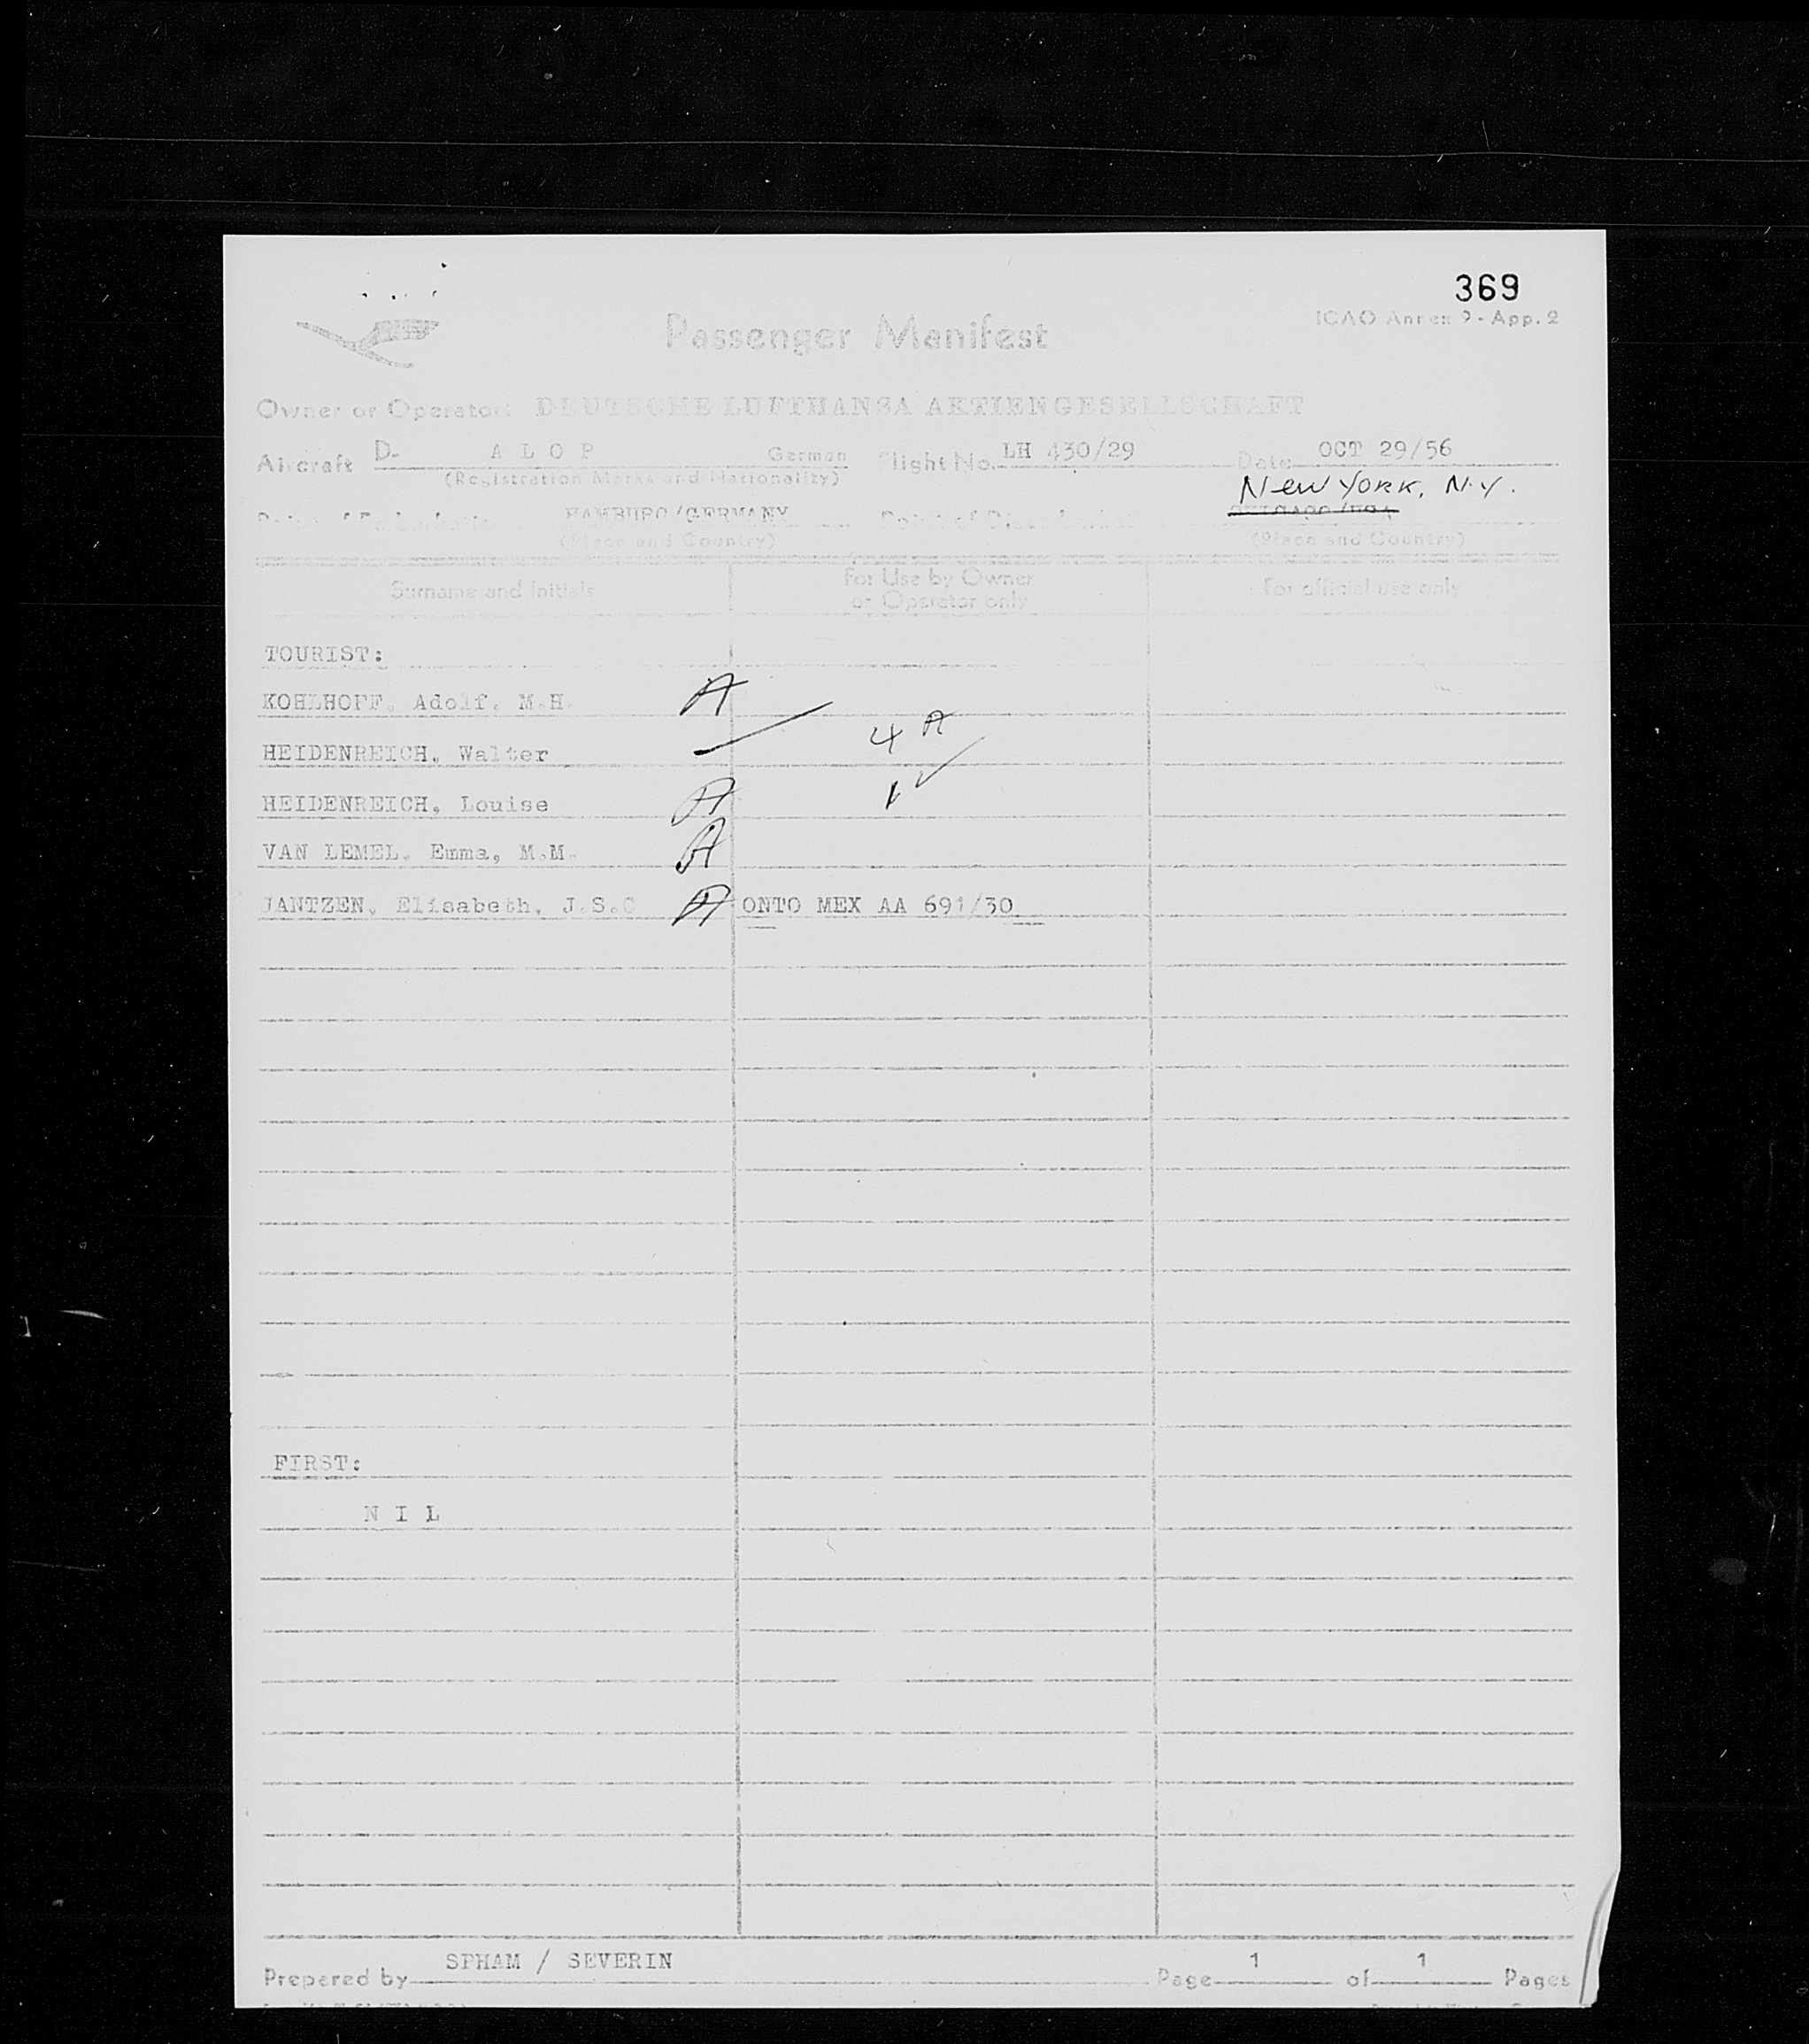 369
ICAO Annex 9 - App. 2
Passenger Manifest
Owner or Operator: DEUTSCHE LUFTHANSA AKTIENGESELLSCHAFT
Aircraft D- A L O P German Flight No. LH 430/29 Date OCT 29/56
(Registration Marks and Nationality)
New York, N.Y.
HAMBURG/GERMANY
(Place and Country) (Place and Country)
Surname and Initials For Use by Owner or Operator only For official use only
TOURIST:
KOHLHOFF, Adolf, M.H. A
4 A
HEIDENREICH, Walter
HEIDENREICH, Louise A 1 ✓
VAN LEMEL, Emma, M.M. A
JANTZEN, Elisabeth, J.S.C A ONTO MEX AA 691/30
FIRST:
N I L
Prepared by SPHAM / SEVERIN Page 1 of 1 Pages